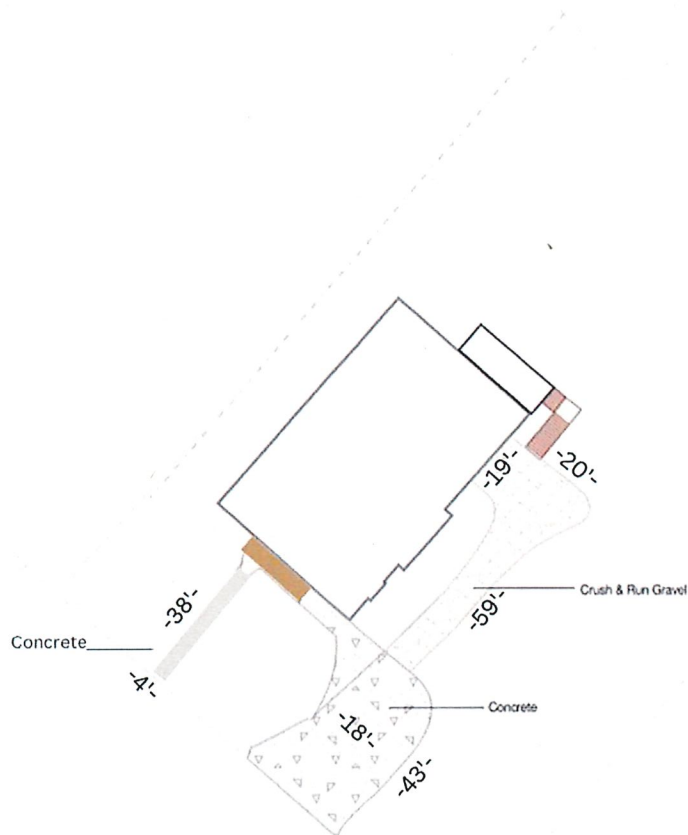 -19'-
-20'-
Crush & Run Gravel
-59'-
-38'-
Concrete
-4'-
Concrete
-18'-
-43'-